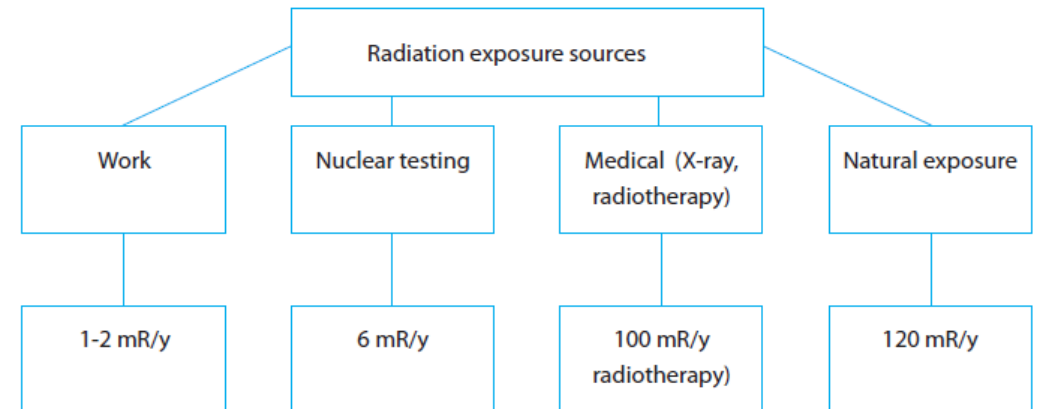 Radiation exposure sources
Work
Nuclear testing
Medical (X-ray,
radiotherapy)
Natural exposure
1-2 mR/y
6 mR/y
100 mR/y
radiotherapy)
120 mR/y